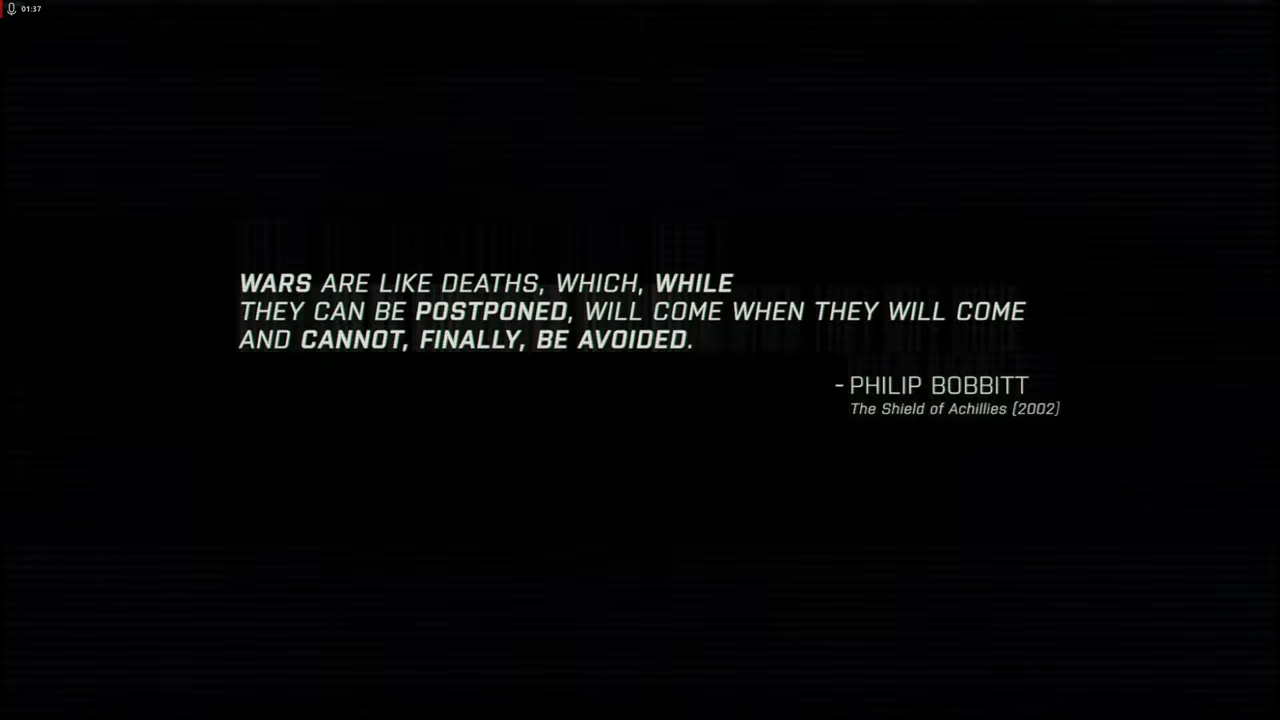 01:37
WARS ARE LIKE DEATHS, WHICH, WHILE
THEY CAN BE POSTPONED, WILL COME WHEN THEY WILL COME
AND CANNOT, FINALLY, BE AVOIDED.
- PHILIP BOBBITT
The Shield of Achillies (2002)